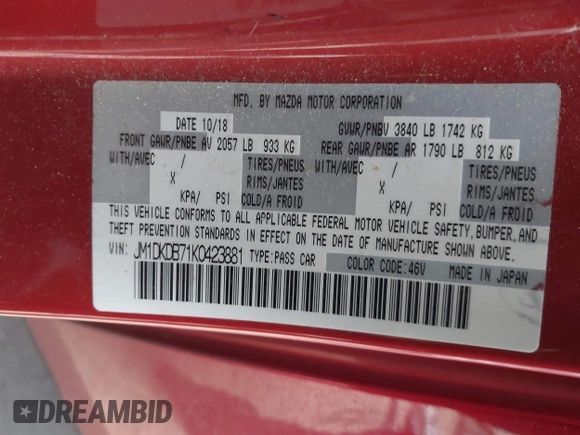 MFD. BY MAZDA MOTOR CORPORATION
DATE 10/18 GVWR/PNBV 3840 LB 1742 KG
FRONT GAWR/PNBE AV 2057 LB 933 KG REAR GAWR/PNBE AR 1790 LB 812 KG
WITH/AVEC / TIRES/PNEUS WITH/AVEC / TIRES/PNEUS
X RIMS/JANTES X RIMS/JANTES
KPA/ PSI COLD/A FROID KPA/ PSI COLD/A FROID
THIS VEHICLE CONFORMS TO ALL APPLICABLE FEDERAL MOTOR VEHICLE SAFETY, BUMPER, AND
THEFT PREVENTION STANDARDS IN EFFECT ON THE DATE OF MANUFACTURE SHOWN ABOVE.
VIN: JM1DKDB71K0423881 TYPE:PASS CAR COLOR CODE:46V MADE IN JAPAN
DREAMBID